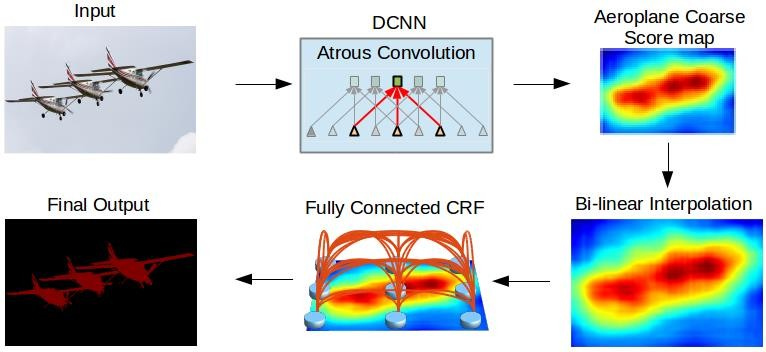 Input
DCNN
Atrous Convolution
Aeroplane Coarse
Score map
Bi-linear Interpolation
Fully Connected CRF
Final Output